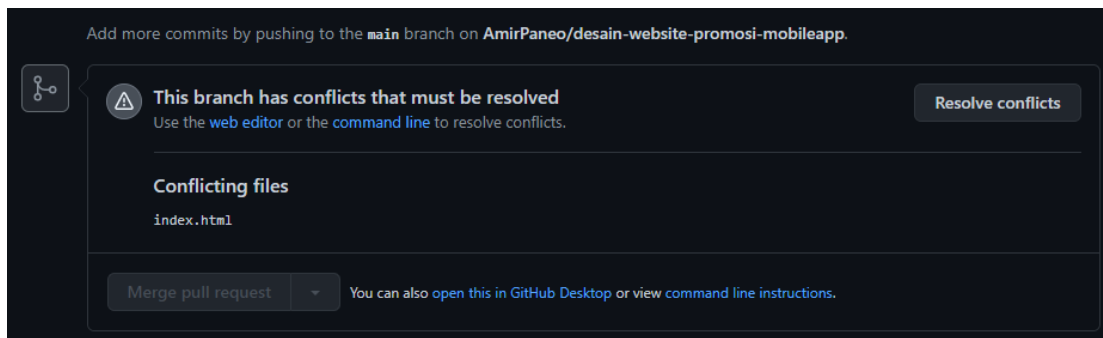 Add more commits by pushing to the main branch on AmirPaneo/desain-website-promosi-mobileapp.
This branch has conflicts that must be resolved
Resolve conflicts
Use the web editor or the command line to resolve conflicts.
Conflicting files
index.html
Merge pull request
You can also open this in GitHub Desktop or view command line instructions.